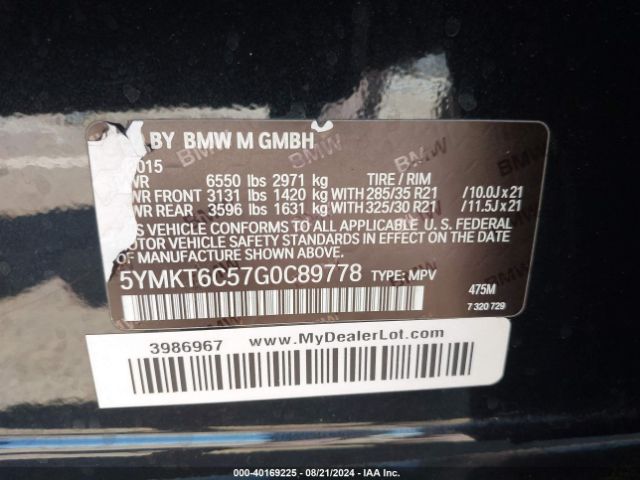 BY BMW M GMBH
015
WR 6550 lbs 2971 kg TIRE / RIM
WR FRONT 3131 lbs 1420 kg WITH 285/35 R21 /10.0J x 21
WR REAR 3596 lbs 1631 kg WITH 325/30 R21 /11.5J x 21
IS VEHICLE CONFORMS TO ALL APPLICABLE U.S. FEDERAL
MOTOR VEHICLE SAFETY STANDARDS IN EFFECT ON THE DATE
OF MANUFACTURE SHOWN ABOVE.
5YMKT6C57G0C89778 TYPE: MPV 475M
7 320 729
3986967 www.MyDealerLot.com
000-40169225 - 08/21/2024 - IAA Inc.